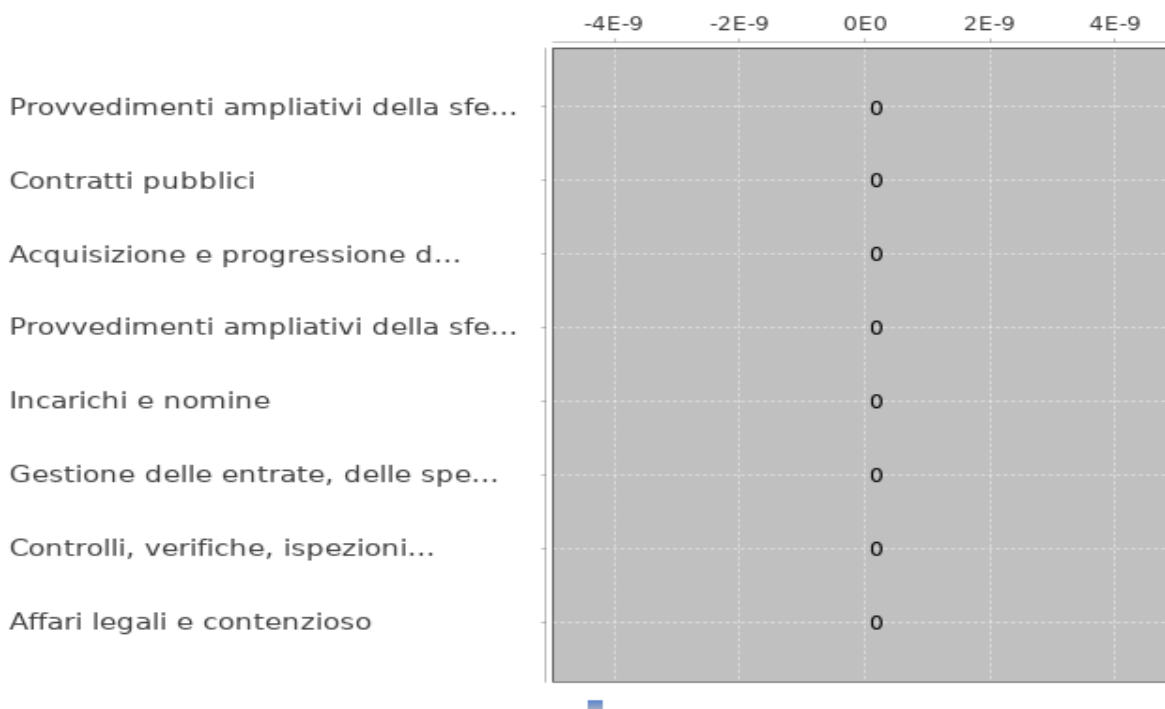 -4E-9 -2E-9 0E0 2E-9 4E-9
Provvedimenti ampliativi della sfe... 0
Contratti pubblici 0
Acquisizione e progressione d... 0
Provvedimenti ampliativi della sfe... 0
Incarichi e nomine 0
Gestione delle entrate, delle spe... 0
Controlli, verifiche, ispezioni... 0
Affari legali e contenzioso 0